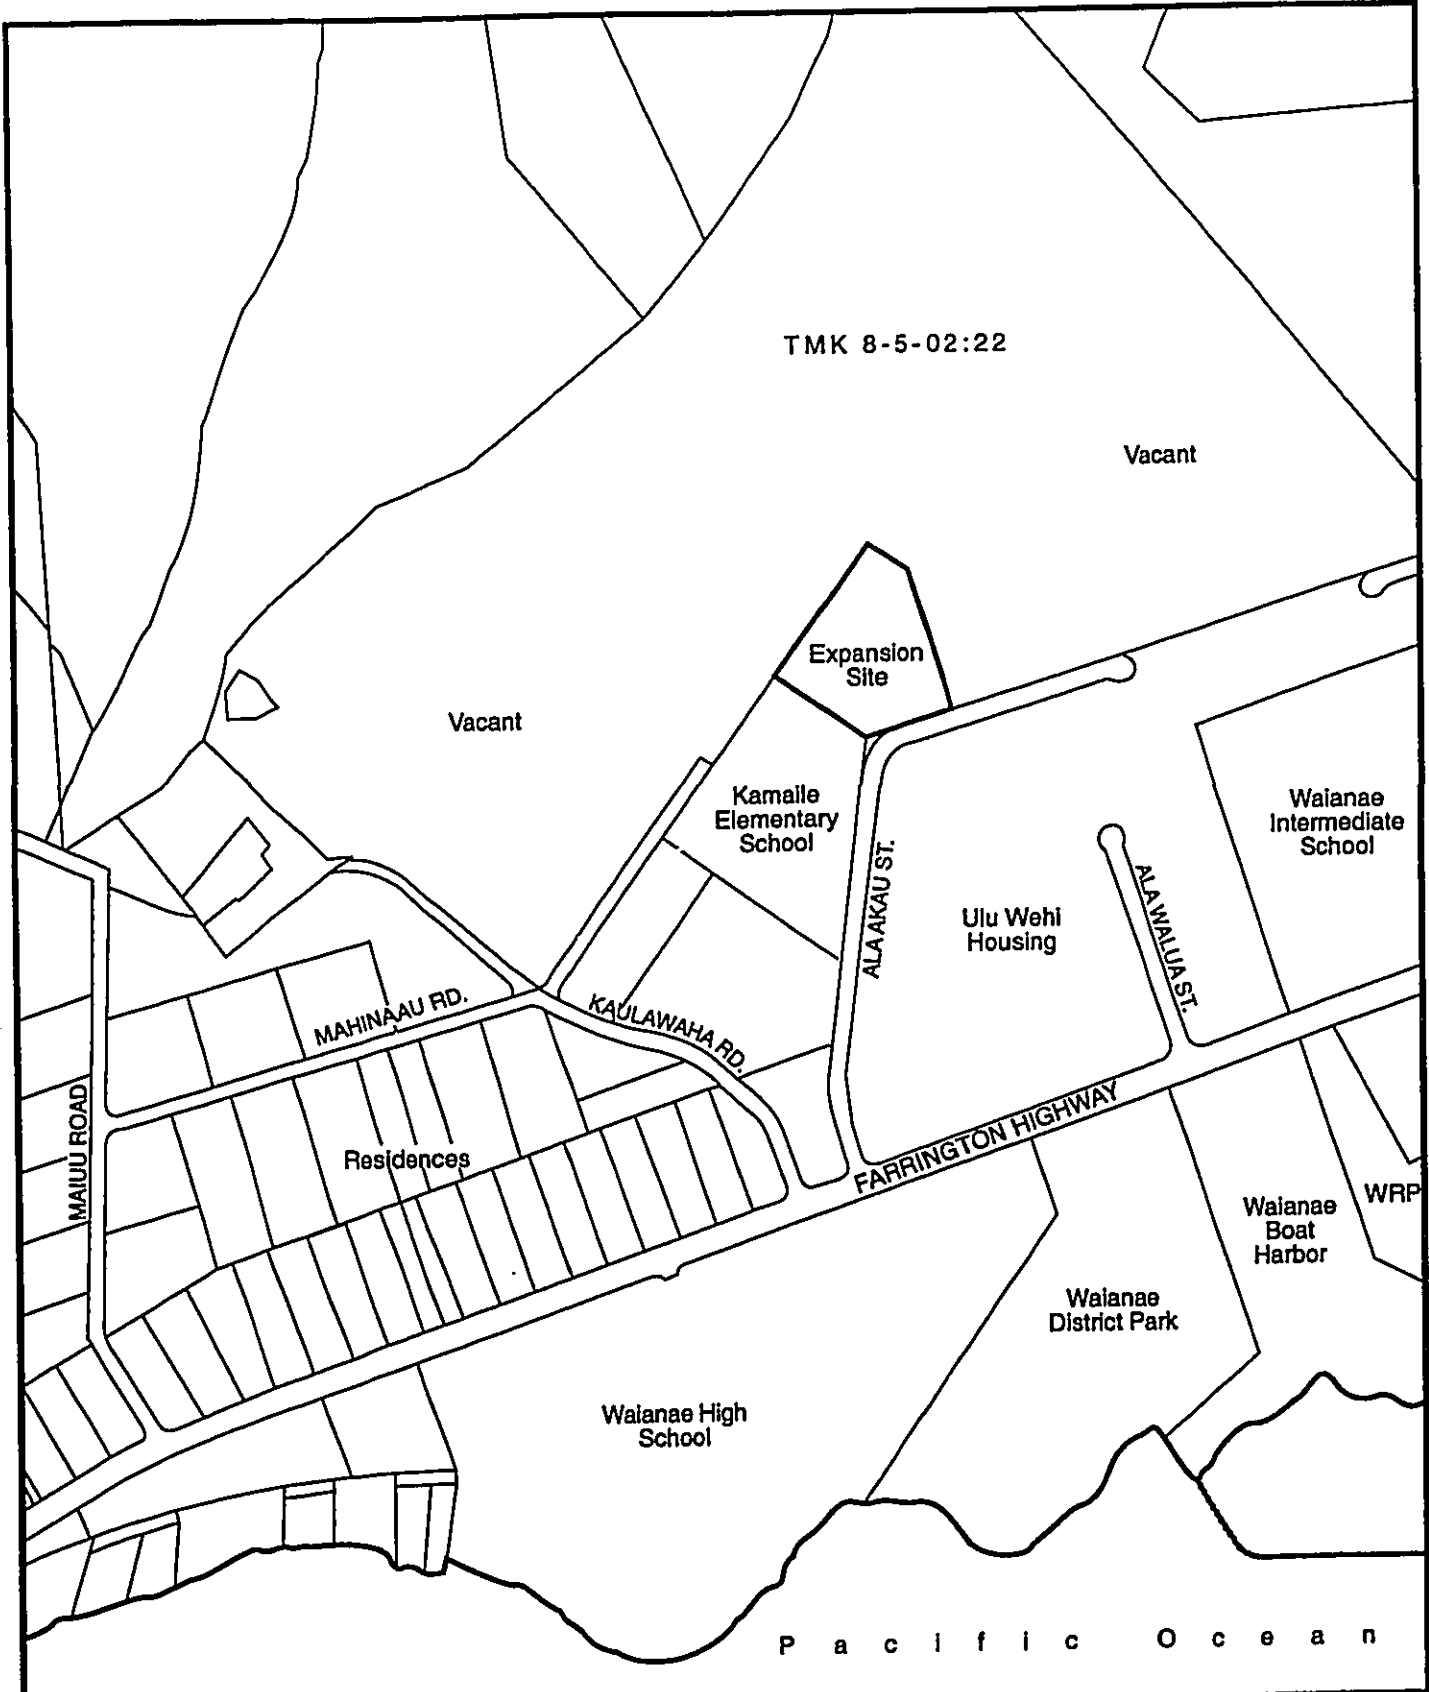 TMK 8-5-02:22
Vacant
Expansion
Site
Vacant
Kamaile
Elementary
School
Waianae
Intermediate
School
ALA AKAU ST.
ALA WALUA ST.
Ulu Wehi
Housing
MAHINAAU RD.
KAULAWAHA RD.
MAIUU ROAD
Residences
FARRINGTON HIGHWAY
WRP
Waianae
Boat
Harbor
Waianae
District Park
Waianae High
School
Pacific Ocean